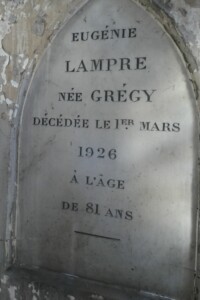 EUGÉNIE
LAMPRE
NÉE GRÉGY
DÉCÉDÉE LE 1ER MARS
1926
À L'ÂGE
DE 81 ANS